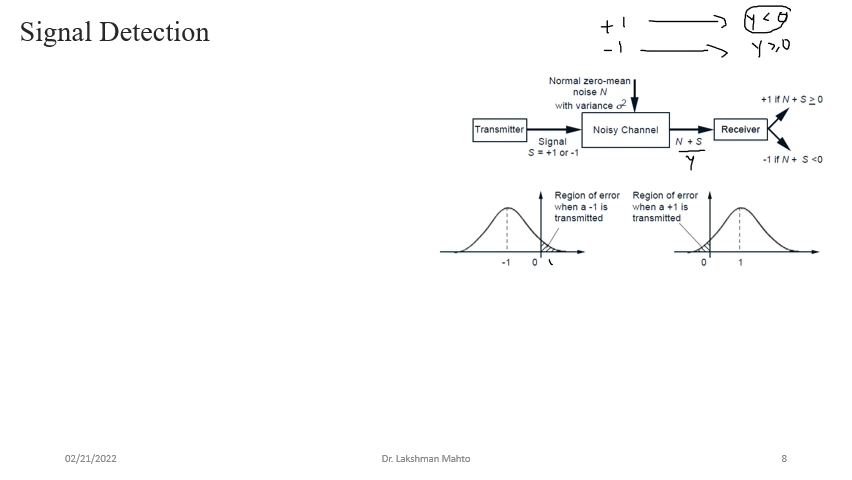 Signal Detection
+1 → y < 0
-1 → y ≥ 0
Normal zero-mean
noise N
with variance σ²
Transmitter
Signal
S = +1 or -1
Noisy Channel
N + S
y
Receiver
+1 if N + S ≥ 0
-1 if N + S <0
Region of error
when a -1 is
transmitted
Region of error
when a +1 is
transmitted
-1 0
0 1
02/21/2022
Dr. Lakshman Mahto
8